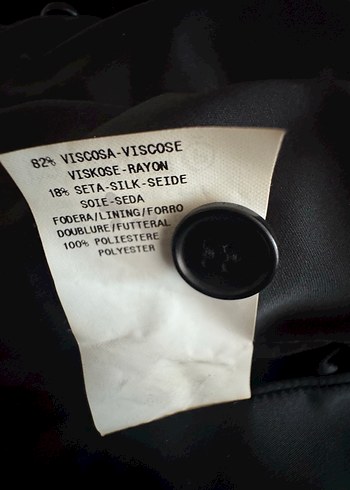 82% VISCOSA-VISCOSE
VISKOSE-RAYON
18% SETA-SILK-SEIDE
SOIE-SEDA
FODERA/LINING/FORRO
DOUBLURE/FUTTERAL
100% POLIESTERE
POLYESTER